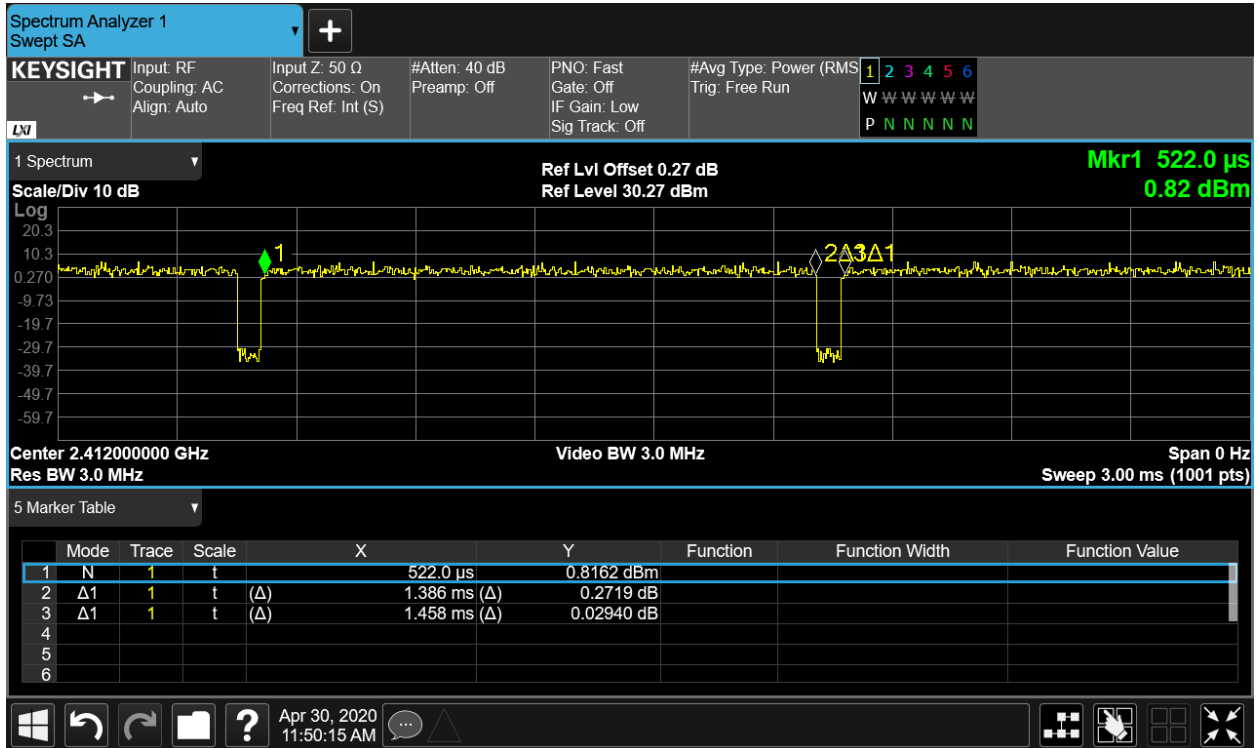 Spectrum Analyzer 1
Swept SA
+
KEYSIGHT
LXI
Input: RF
Coupling: AC
Align: Auto
Input Z: 50 Ω
Corrections: On
Freq Ref: Int (S)
#Atten: 40 dB
Preamp: Off
PNO: Fast
Gate: Off
IF Gain: Low
Sig Track: Off
#Avg Type: Power (RMS
Trig: Free Run
1 2 3 4 5 6
W W W W W W
P N N N N N
1 Spectrum
Scale/Div 10 dB
Log
Ref Lvl Offset 0.27 dB
Ref Level 30.27 dBm
Mkr1 522.0 µs
0.82 dBm
20.3
10.3
0.270
-9.73
-19.7
-29.7
-39.7
-49.7
-59.7
1
2Δ3Δ1
Center 2.412000000 GHz
Res BW 3.0 MHz
Video BW 3.0 MHz
Span 0 Hz
Sweep 3.00 ms (1001 pts)
5 Marker Table
Mode Trace Scale X Y Function Function Width Function Value
1 N 1 t 522.0 µs 0.8162 dBm
2 Δ1 1 t (Δ) 1.386 ms (Δ) 0.2719 dB
3 Δ1 1 t (Δ) 1.458 ms (Δ) 0.02940 dB
4
5
6
?
Apr 30, 2020
11:50:15 AM